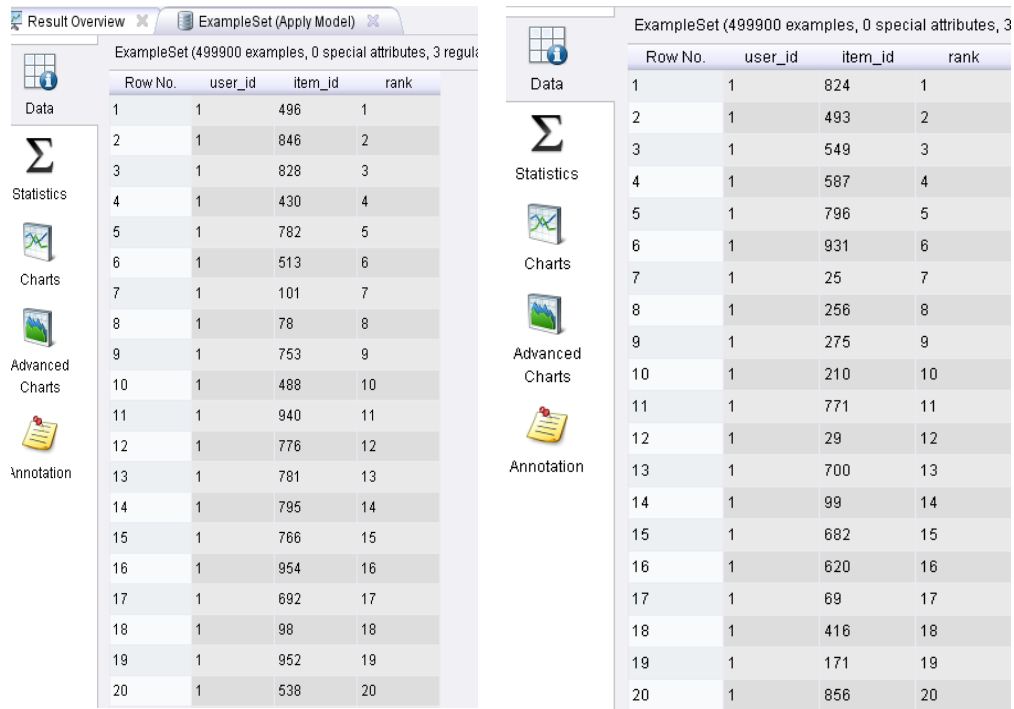 Result Overview
ExampleSet (Apply Model)
ExampleSet (499900 examples, 0 special attributes, 3 regula
Data
Statistics
Charts
Advanced
Charts
Annotation
Row No. user_id item_id rank
1 1 496 1
2 1 846 2
3 1 828 3
4 1 430 4
5 1 782 5
6 1 513 6
7 1 101 7
8 1 78 8
9 1 753 9
10 1 488 10
11 1 940 11
12 1 776 12
13 1 781 13
14 1 795 14
15 1 766 15
16 1 954 16
17 1 692 17
18 1 98 18
19 1 952 19
20 1 538 20
ExampleSet (499900 examples, 0 special attributes, 3
Data
Statistics
Charts
Advanced
Charts
Annotation
Row No. user_id item_id rank
1 1 824 1
2 1 493 2
3 1 549 3
4 1 587 4
5 1 796 5
6 1 931 6
7 1 25 7
8 1 256 8
9 1 275 9
10 1 210 10
11 1 771 11
12 1 29 12
13 1 700 13
14 1 99 14
15 1 682 15
16 1 620 16
17 1 69 17
18 1 416 18
19 1 171 19
20 1 856 20